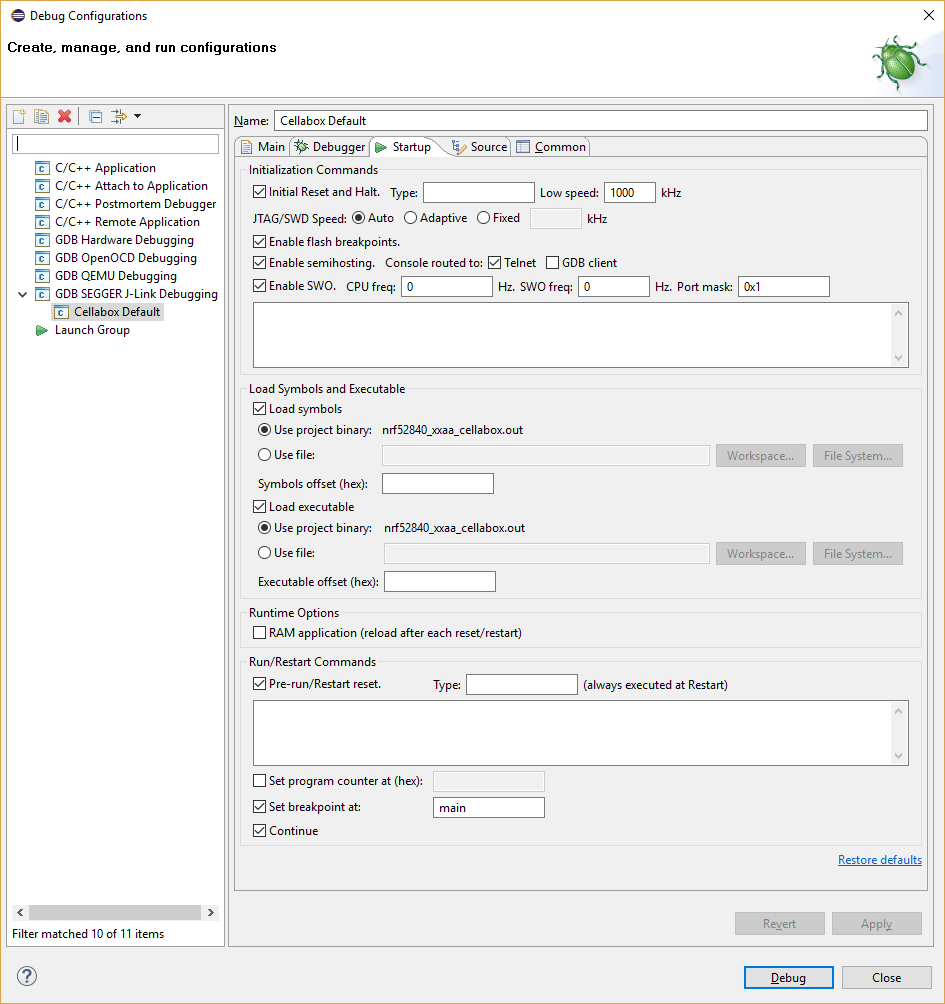 Debug Configurations
Create, manage, and run configurations
C/C++ Application
C/C++ Attach to Application
C/C++ Postmortem Debugger
C/C++ Remote Application
GDB Hardware Debugging
GDB OpenOCD Debugging
GDB QEMU Debugging
GDB SEGGER J-Link Debugging
Cellabox Default
Launch Group
Filter matched 10 of 11 items
Name: Cellabox Default
Main Debugger Startup Source Common
Initialization Commands
Initial Reset and Halt. Type: Low speed: 1000 kHz
JTAG/SWD Speed: Auto Adaptive Fixed kHz
Enable flash breakpoints.
Enable semihosting. Console routed to: Telnet GDB client
Enable SWO. CPU freq: 0 Hz. SWO freq: 0 Hz. Port mask: 0x1
Load Symbols and Executable
Load symbols
Use project binary: nrf52840_xxaa_cellabox.out
Use file: Workspace... File System...
Symbols offset (hex):
Load executable
Use project binary: nrf52840_xxaa_cellabox.out
Use file: Workspace... File System...
Executable offset (hex):
Runtime Options
RAM application (reload after each reset/restart)
Run/Restart Commands
Pre-run/Restart reset. Type: (always executed at Restart)
Set program counter at (hex):
Set breakpoint at: main
Continue
Restore defaults
Revert Apply
? Debug Close